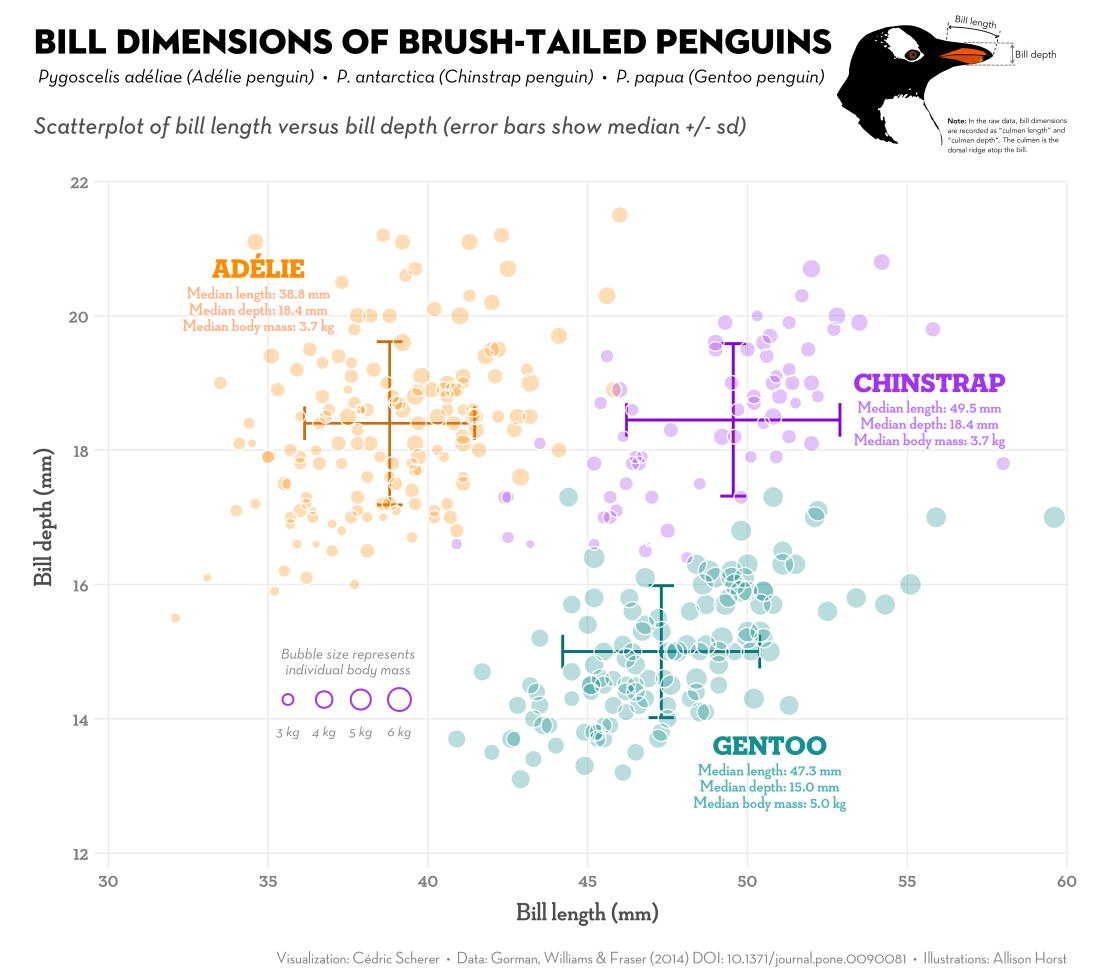 BILL DIMENSIONS OF BRUSH-TAILED PENGUINS
Pygoscelis adéliae (Adélie penguin) • P. antarctica (Chinstrap penguin) • P. papua (Gentoo penguin)
Scatterplot of bill length versus bill depth (error bars show median +/- sd)
Bill length
Bill depth
Note: In the raw data, bill dimensions
are recorded as "culmen length" and
"culmen depth". The culmen is the
dorsal ridge atop the bill.
22
20
18
16
14
12
Bill depth (mm)
ADÉLIE
Median length: 38.8 mm
Median depth: 18.4 mm
Median body mass: 3.7 kg
CHINSTRAP
Median length: 49.5 mm
Median depth: 18.4 mm
Median body mass: 3.7 kg
Bubble size represents
individual body mass
3 kg 4 kg 5 kg 6 kg
GENTOO
Median length: 47.3 mm
Median depth: 15.0 mm
Median body mass: 5.0 kg
30 35 40 45 50 55 60
Bill length (mm)
Visualization: Cédric Scherer • Data: Gorman, Williams & Fraser (2014) DOI: 10.1371/journal.pone.0090081 • Illustrations: Allison Horst